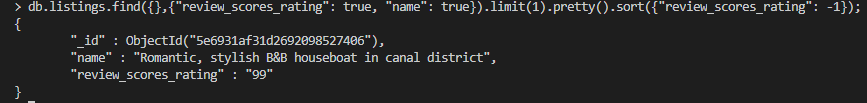 > db.listings.find({},{"review_scores_rating": true, "name": true}).limit(1).pretty().sort({"review_scores_rating": -1});
{
"_id" : ObjectId("5e6931af31d2692098527406"),
"name" : "Romantic, stylish B&B houseboat in canal district",
"review_scores_rating" : "99"
}